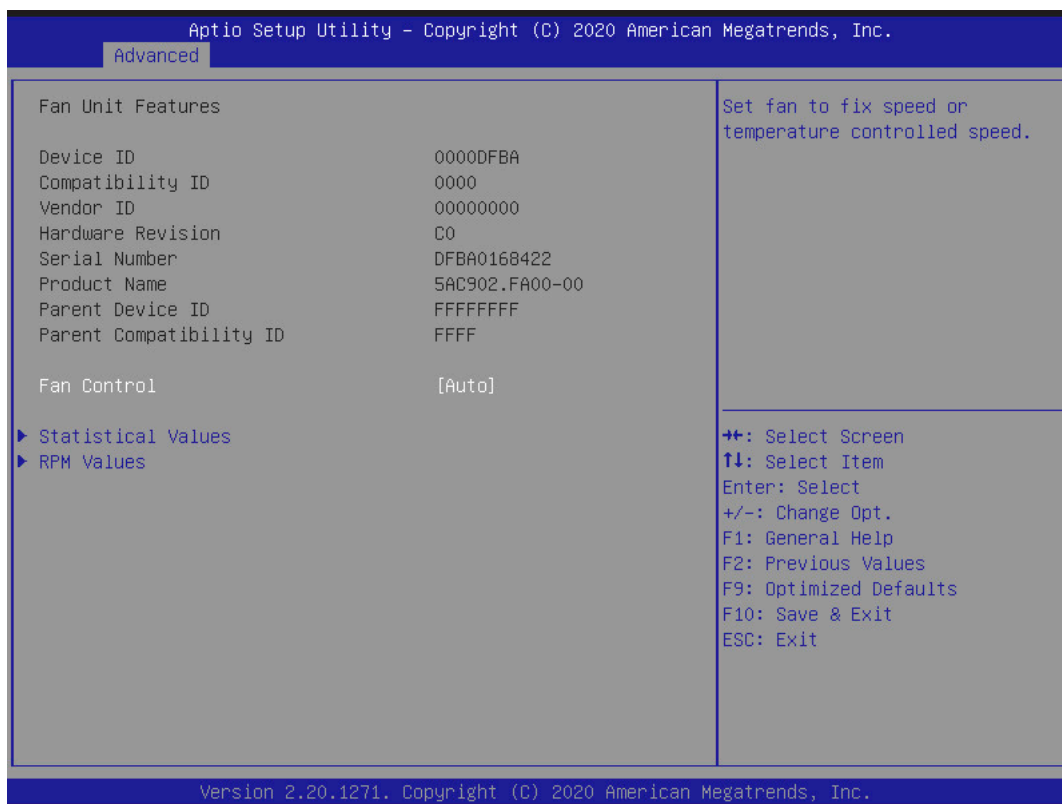 Aptio Setup Utility – Copyright (C) 2020 American Megatrends, Inc.
Advanced
Fan Unit Features
Device ID 0000DFBA
Compatibility ID 0000
Vendor ID 00000000
Hardware Revision C0
Serial Number DFBA0168422
Product Name 5AC902.FA00-00
Parent Device ID FFFFFFFF
Parent Compatibility ID FFFF
Fan Control [Auto]
▶ Statistical Values
▶ RPM Values
Set fan to fix speed or
temperature controlled speed.
→←: Select Screen
↑↓: Select Item
Enter: Select
+/-: Change Opt.
F1: General Help
F2: Previous Values
F9: Optimized Defaults
F10: Save & Exit
ESC: Exit
Version 2.20.1271. Copyright (C) 2020 American Megatrends, Inc.